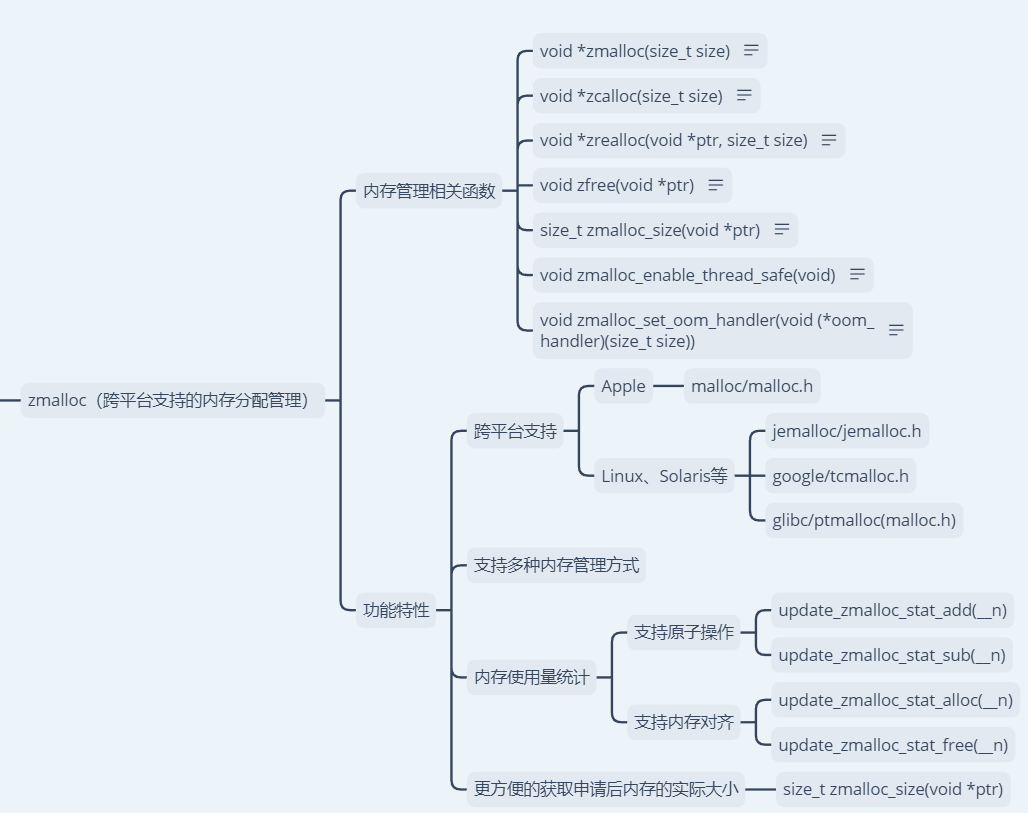 zmalloc（跨平台支持的内存分配管理）
内存管理相关函数
void *zmalloc(size_t size)
void *zcalloc(size_t size)
void *zrealloc(void *ptr, size_t size)
void zfree(void *ptr)
size_t zmalloc_size(void *ptr)
void zmalloc_enable_thread_safe(void)
void zmalloc_set_oom_handler(void (*oom_
handler)(size_t size))
功能特性
跨平台支持
Apple
malloc/malloc.h
Linux、Solaris等
jemalloc/jemalloc.h
google/tcmalloc.h
glibc/ptmalloc(malloc.h)
支持多种内存管理方式
内存使用量统计
支持原子操作
update_zmalloc_stat_add(__n)
update_zmalloc_stat_sub(__n)
支持内存对齐
update_zmalloc_stat_alloc(__n)
update_zmalloc_stat_free(__n)
更方便的获取申请后内存的实际大小
size_t zmalloc_size(void *ptr)